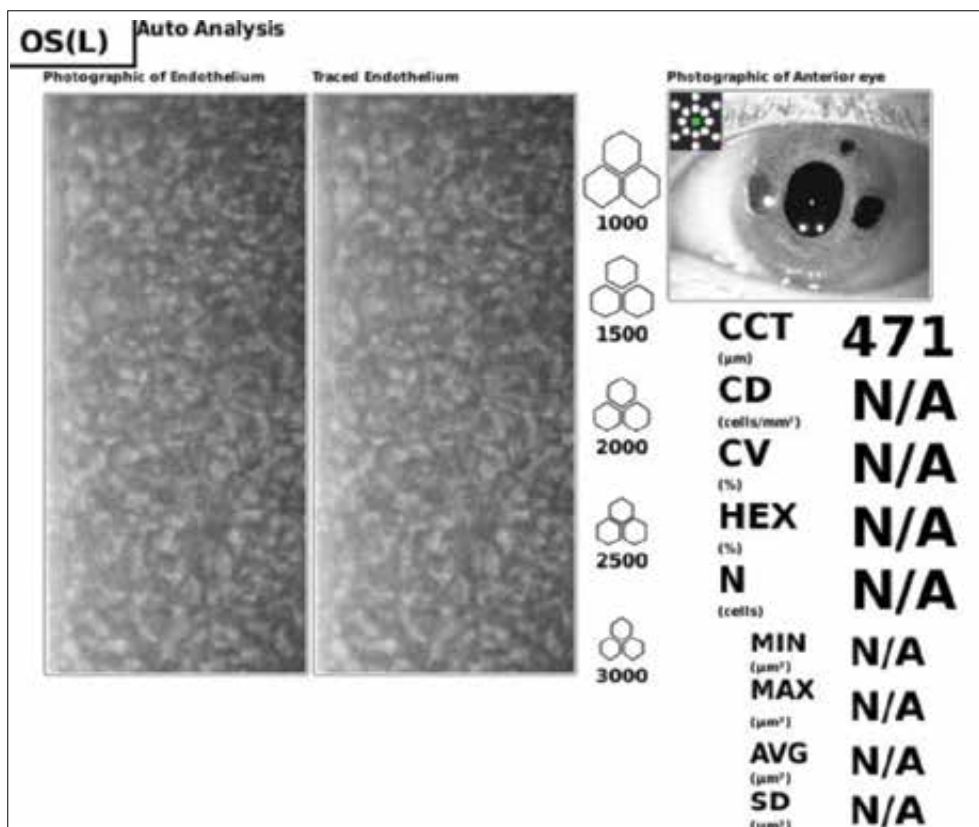 OS(L)
Auto Analysis
Photographic of Endothelium
Traced Endothelium
Photographic of Anterior eye
1000
1500
2000
2500
3000
CCT 471
(µm)
CD N/A
(cells/mm²)
CV N/A
(%)
HEX N/A
(%)
N N/A
(cells)
MIN N/A
(µm²)
MAX N/A
(µm²)
AVG N/A
(µm²)
SD N/A
(µm²)